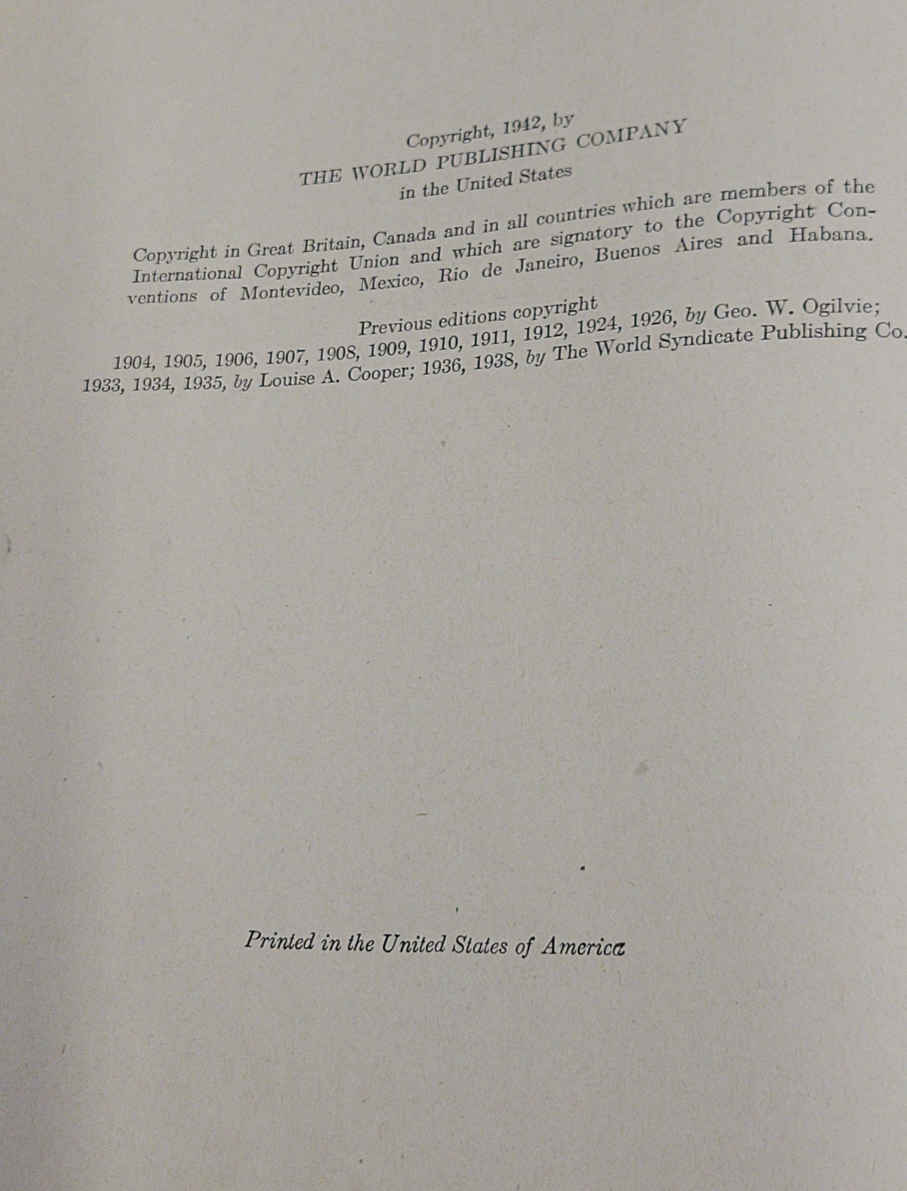 Copyright, 1942, by
THE WORLD PUBLISHING COMPANY
in the United States
Copyright in Great Britain, Canada and in all countries which are members of the
International Copyright Union and which are signatory to the Copyright Con-
ventions of Montevideo, Mexico, Rio de Janeiro, Buenos Aires and Habana.
Previous editions copyright
1904, 1905, 1906, 1907, 1908, 1909, 1910, 1911, 1912, 1924, 1926, by Geo. W. Ogilvie;
1933, 1934, 1935, by Louise A. Cooper; 1936, 1938, by The World Syndicate Publishing Co.
Printed in the United States of America